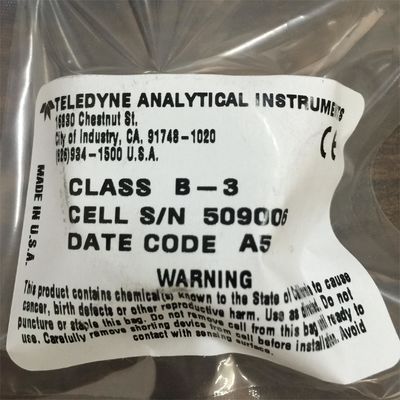 TELEDYNE ANALYTICAL INSTRUMENTS
16830 Chestnut St.
City of Industry, CA, 91748-1020
(626)934-1500 U.S.A.
CE
MADE IN U.S.A.
CLASS B-3
CELL S/N 509006
DATE CODE A5
WARNING
This product contains chemical(s) known to the State of to cause
cancer, birth defects or other reproductive harm. Use as Do not
puncture or staple this bag. Do not remove cell from this bag till ready to
use. Carefully remove shorting device from cell before installation. Avoid
contact with sensing surface.